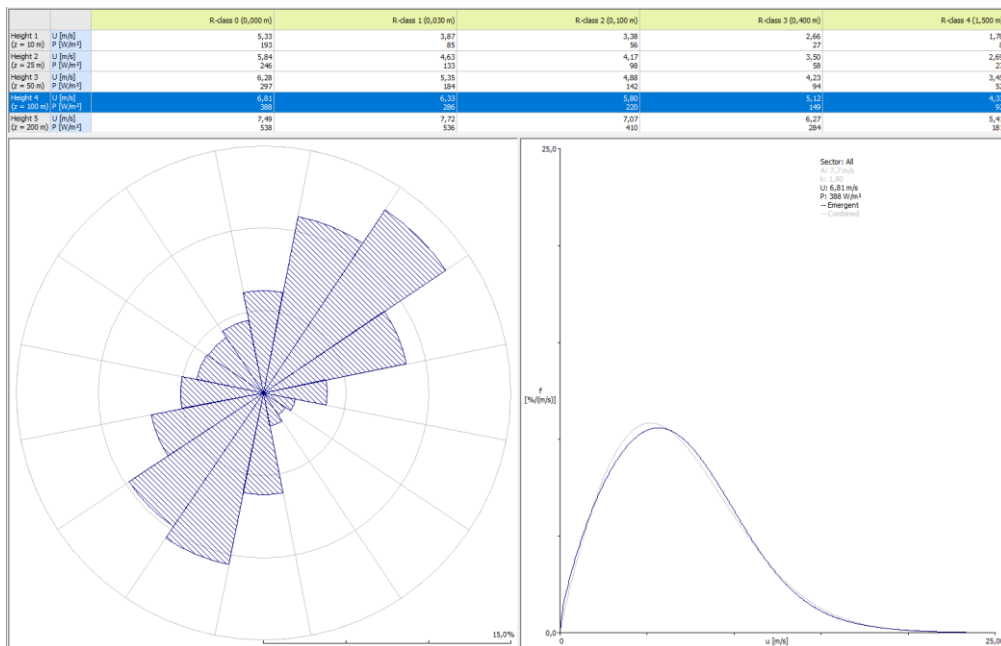 R-class 0 (0,000 m) R-class 1 (0,030 m) R-class 2 (0,100 m) R-class 3 (0,400 m) R-class 4 (1,500 m)
Height 1 U [m/s] 5,33 3,87 3,38 2,66
(z = 10 m) P [W/m²] 193 85 56 27
Height 2 U [m/s] 5,84 4,63 4,17 3,50
(z = 25 m) P [W/m²] 246 133 98 58
Height 3 U [m/s] 6,28 5,35 4,88 4,23
(z = 50 m) P [W/m²] 297 184 142 94
Height 4 U [m/s] 6,81 6,33 5,80 5,12
(z = 100 m) P [W/m²] 388 286 220 149
Height 5 U [m/s] 7,49 7,72 7,07 6,27
(z = 200 m) P [W/m²] 538 536 410 284
15,0%
25,0
Sector: All
A: 7,7 m/s
k: 1,90
U: 6,81 m/s
P: 388 W/m²
Emergent
Combined
f
[%/(m/s)]
0,0
0 u [m/s] 25,00